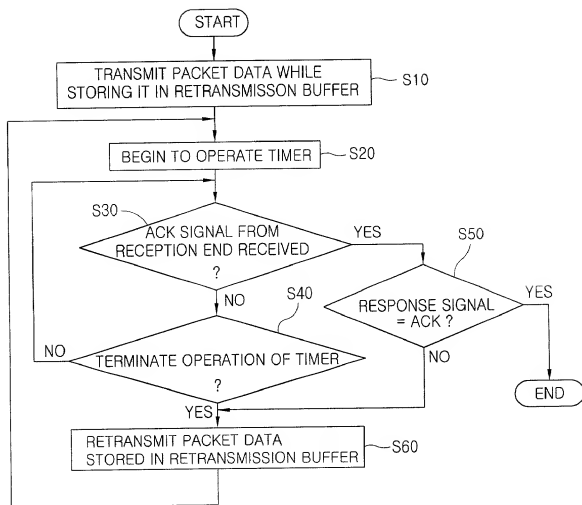 START
TRANSMIT PACKET DATA WHILE
STORING IT IN RETRANSMISSON BUFFER
S10
BEGIN TO OPERATE TIMER
S20
S30
ACK SIGNAL FROM
RECEPTION END RECEIVED
?
YES
NO
S50
RESPONSE SIGNAL
= ACK ?
YES
NO
END
S40
TERMINATE OPERATION OF TIMER
?
NO
YES
RETRANSMIT PACKET DATA
STORED IN RETRANSMISSION BUFFER
S60